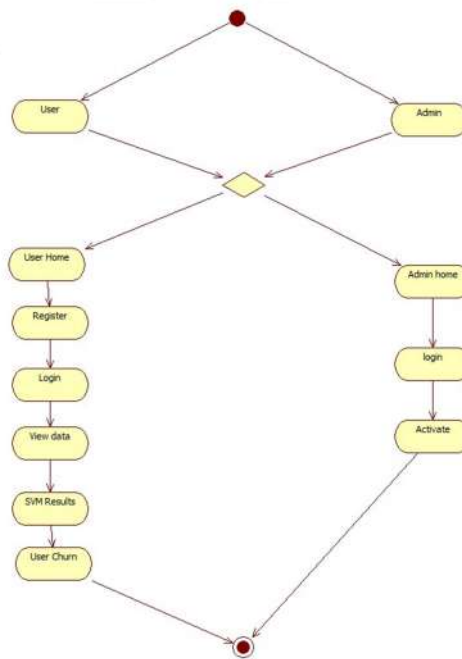 User
Admin
User Home
Admin home
Register
login
Login
Activate
View data
SVM Results
User Churn